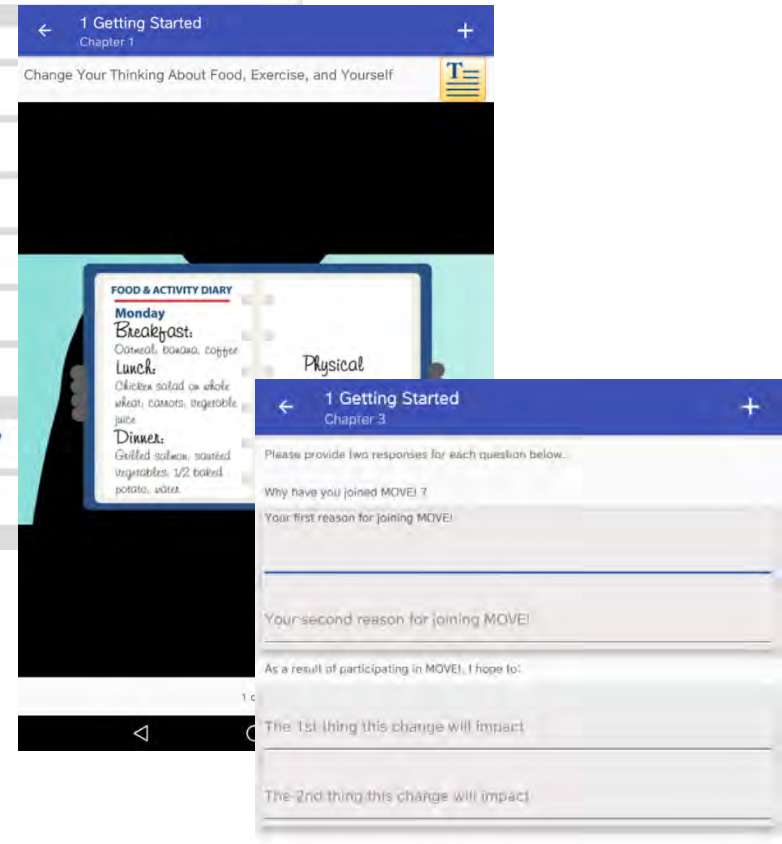 1 Getting Started
Chapter 1
Change Your Thinking About Food, Exercise, and Yourself
T
FOOD & ACTIVITY DIARY
Monday
Breakfast:
Oatmeal, banana, coffee
Lunch:
Chicken salad on whole
wheat, carrots, vegetable
juice
Dinner:
Grilled salmon, sautéed
vegetables, 1/2 baked
potato, water
Physical
1 Getting Started
Chapter 3
Please provide two responses for each question below.
Why have you joined MOVE! ?
Your first reason for joining MOVE!
Your second reason for joining MOVE!
As a result of participating in MOVE!, I hope to:
The 1st thing this change will impact
The 2nd thing this change will impact
1